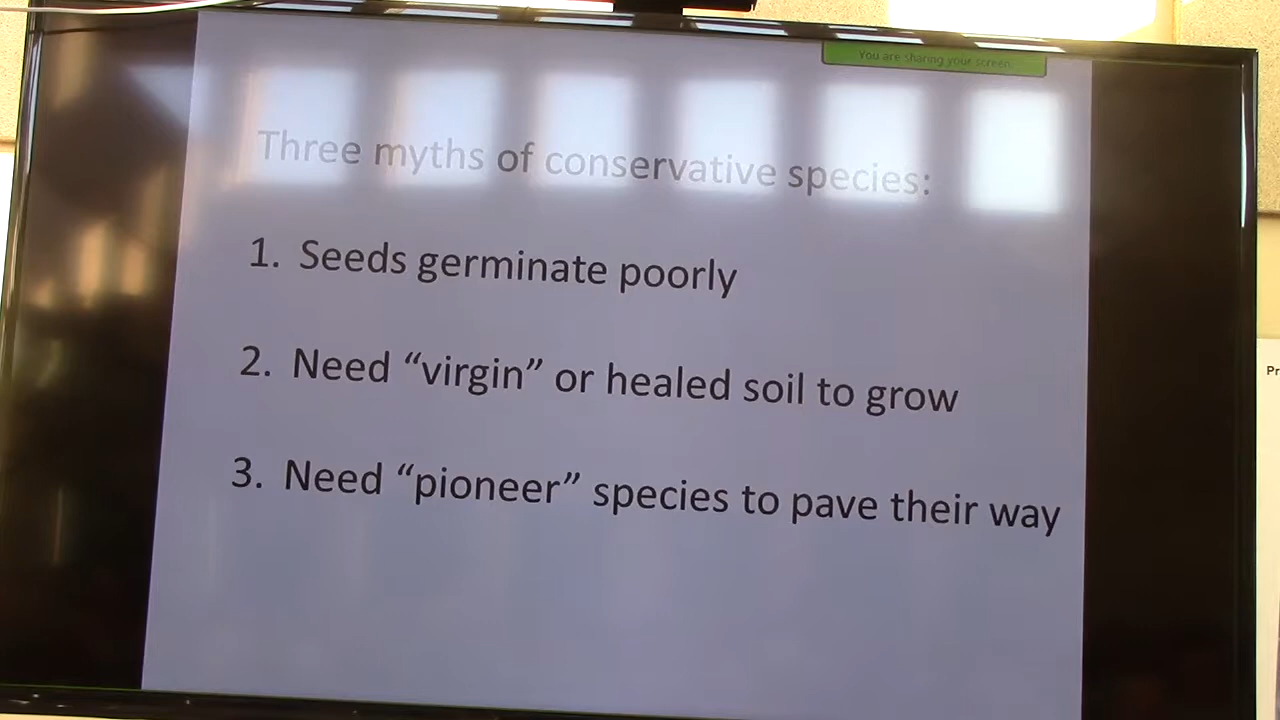 You are sharing your screen
Three myths of conservative species:
1. Seeds germinate poorly
2. Need “virgin” or healed soil to grow
3. Need “pioneer” species to pave their way
Pr